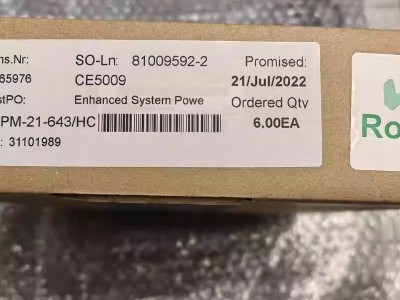 ns.Nr: SO-Ln: 81009592-2 Promised:
65976 CE5009 21/Jul/2022
stPO: Enhanced System Powe Ordered Qty
PM-21-643/HC 6.00EA
: 31101989
Ro